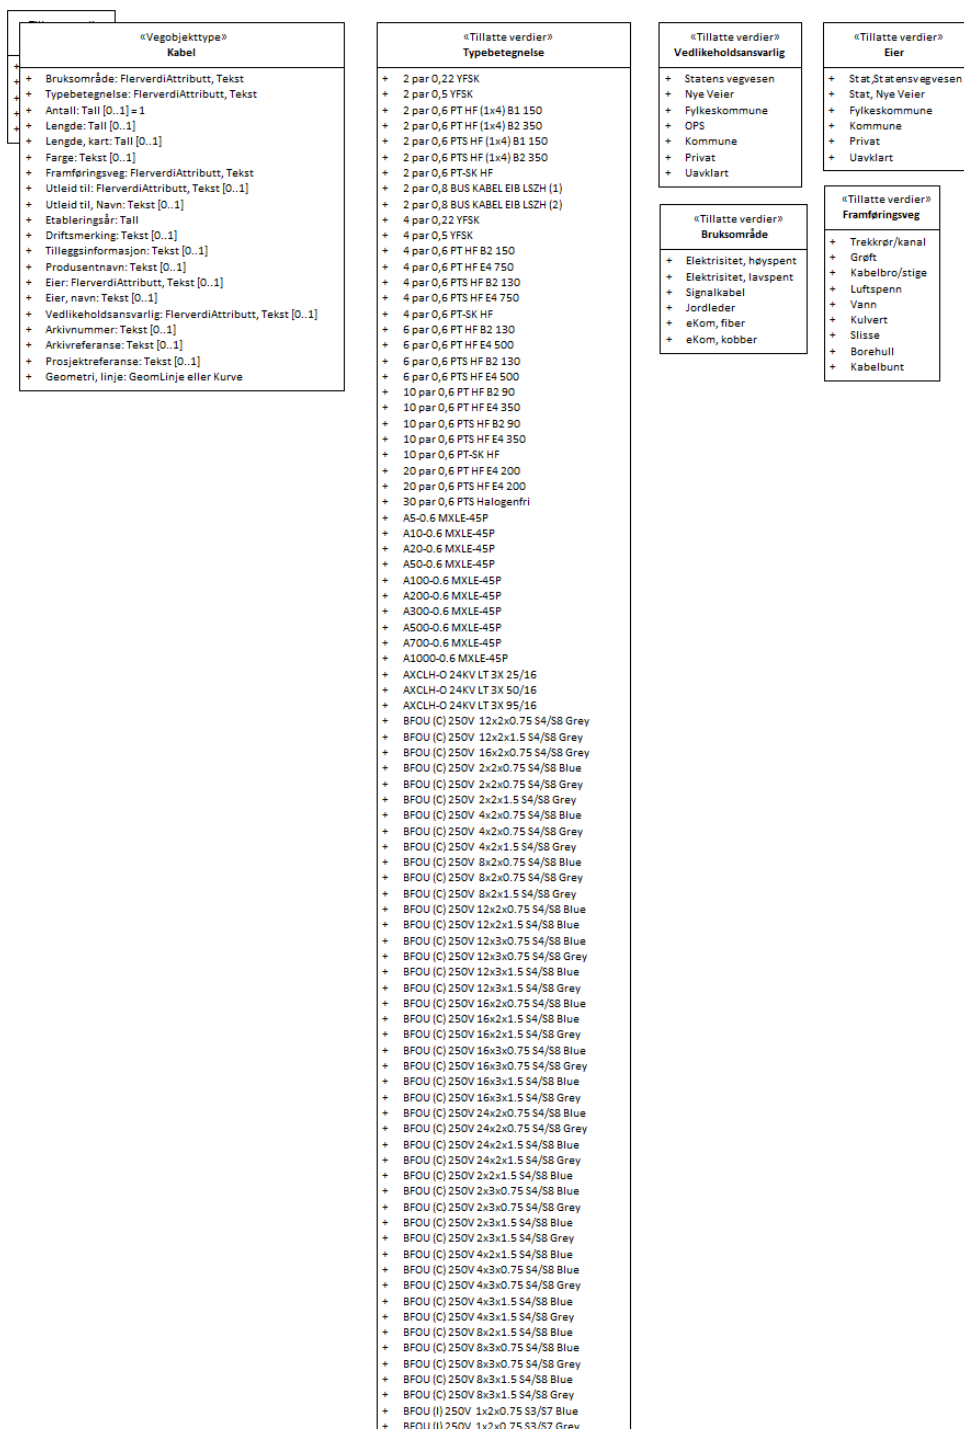 «Vegobjekttype»
Kabel
+ Bruksområde: FlerverdiAttributt, Tekst
+ Typebetegnelse: FlerverdiAttributt, Tekst
+ Antall: Tall [0..1] = 1
+ Lengde: Tall [0..1]
+ Lengde, kart: Tall [0..1]
+ Farge: Tekst [0..1]
+ Framføringsveg: FlerverdiAttributt, Tekst
+ Utleid til: FlerverdiAttributt, Tekst [0..1]
+ Utleid til, Navn: Tekst [0..1]
+ Etableringsår: Tall
+ Driftsmerking: Tekst [0..1]
+ Tilleggsinformasjon: Tekst [0..1]
+ Produsentnavn: Tekst [0..1]
+ Eier: FlerverdiAttributt, Tekst [0..1]
+ Eier, navn: Tekst [0..1]
+ Vedlikeholdsansvarlig: FlerverdiAttributt, Tekst [0..1]
+ Arkivnummer: Tekst [0..1]
+ Arkivreferanse: Tekst [0..1]
+ Prosjektreferanse: Tekst [0..1]
+ Geometri, linje: GeomLinje eller Kurve
«Tillatte verdier»
Typebetegnelse
+ 2 par 0,22 YFSK
+ 2 par 0,5 YFSK
+ 2 par 0,6 PT HF (1x4) B1 150
+ 2 par 0,6 PT HF (1x4) B2 350
+ 2 par 0,6 PTS HF (1x4) B1 150
+ 2 par 0,6 PTS HF (1x4) B2 350
+ 2 par 0,6 PT-SK HF
+ 2 par 0,8 BUS KABEL EIB LSZH (1)
+ 2 par 0,8 BUS KABEL EIB LSZH (2)
+ 4 par 0,22 YFSK
+ 4 par 0,5 YFSK
+ 4 par 0,6 PT HF B2 150
+ 4 par 0,6 PT HF E4 750
+ 4 par 0,6 PTS HF B2 130
+ 4 par 0,6 PTS HF E4 750
+ 4 par 0,6 PT-SK HF
+ 6 par 0,6 PT HF B2 130
+ 6 par 0,6 PT HF E4 500
+ 6 par 0,6 PTS HF B2 130
+ 6 par 0,6 PTS HF E4 500
+ 10 par 0,6 PT HF B2 90
+ 10 par 0,6 PT HF E4 350
+ 10 par 0,6 PTS HF B2 90
+ 10 par 0,6 PTS HF E4 350
+ 10 par 0,6 PT-SK HF
+ 20 par 0,6 PT HF E4 200
+ 20 par 0,6 PTS HF E4 200
+ 30 par 0,6 PTS Halogenfri
+ A5-0.6 MXLE-45P
+ A10-0.6 MXLE-45P
+ A20-0.6 MXLE-45P
+ A50-0.6 MXLE-45P
+ A100-0.6 MXLE-45P
+ A200-0.6 MXLE-45P
+ A300-0.6 MXLE-45P
+ A500-0.6 MXLE-45P
+ A700-0.6 MXLE-45P
+ A1000-0.6 MXLE-45P
+ AXCLH-O 24KV LT 3X 25/16
+ AXCLH-O 24KV LT 3X 50/16
+ AXCLH-O 24KV LT 3X 95/16
+ BFOU (C) 250V  12x2x0.75 S4/S8 Grey
+ BFOU (C) 250V  12x2x1.5 S4/S8 Grey
+ BFOU (C) 250V  16x2x0.75 S4/S8 Grey
+ BFOU (C) 250V  2x2x0.75 S4/S8 Blue
+ BFOU (C) 250V  2x2x0.75 S4/S8 Grey
+ BFOU (C) 250V  2x2x1.5 S4/S8 Grey
+ BFOU (C) 250V  4x2x0.75 S4/S8 Blue
+ BFOU (C) 250V  4x2x0.75 S4/S8 Grey
+ BFOU (C) 250V  4x2x1.5 S4/S8 Grey
+ BFOU (C) 250V  8x2x0.75 S4/S8 Blue
+ BFOU (C) 250V  8x2x0.75 S4/S8 Grey
+ BFOU (C) 250V  8x2x1.5 S4/S8 Grey
+ BFOU (C) 250V 12x2x0.75 S4/S8 Blue
+ BFOU (C) 250V 12x2x1.5 S4/S8 Blue
+ BFOU (C) 250V 12x3x0.75 S4/S8 Blue
+ BFOU (C) 250V 12x3x0.75 S4/S8 Grey
+ BFOU (C) 250V 12x3x1.5 S4/S8 Blue
+ BFOU (C) 250V 12x3x1.5 S4/S8 Grey
+ BFOU (C) 250V 16x2x0.75 S4/S8 Blue
+ BFOU (C) 250V 16x2x1.5 S4/S8 Blue
+ BFOU (C) 250V 16x2x1.5 S4/S8 Grey
+ BFOU (C) 250V 16x3x0.75 S4/S8 Blue
+ BFOU (C) 250V 16x3x0.75 S4/S8 Grey
+ BFOU (C) 250V 16x3x1.5 S4/S8 Blue
+ BFOU (C) 250V 16x3x1.5 S4/S8 Grey
+ BFOU (C) 250V 24x2x0.75 S4/S8 Blue
+ BFOU (C) 250V 24x2x0.75 S4/S8 Grey
+ BFOU (C) 250V 24x2x1.5 S4/S8 Blue
+ BFOU (C) 250V 24x2x1.5 S4/S8 Grey
+ BFOU (C) 250V 2x2x1.5 S4/S8 Blue
+ BFOU (C) 250V 2x3x0.75 S4/S8 Blue
+ BFOU (C) 250V 2x3x0.75 S4/S8 Grey
+ BFOU (C) 250V 2x3x1.5 S4/S8 Blue
+ BFOU (C) 250V 2x3x1.5 S4/S8 Grey
+ BFOU (C) 250V 4x2x1.5 S4/S8 Blue
+ BFOU (C) 250V 4x3x0.75 S4/S8 Blue
+ BFOU (C) 250V 4x3x0.75 S4/S8 Grey
+ BFOU (C) 250V 4x3x1.5 S4/S8 Blue
+ BFOU (C) 250V 4x3x1.5 S4/S8 Grey
+ BFOU (C) 250V 8x2x1.5 S4/S8 Blue
+ BFOU (C) 250V 8x3x0.75 S4/S8 Blue
+ BFOU (C) 250V 8x3x0.75 S4/S8 Grey
+ BFOU (C) 250V 8x3x1.5 S4/S8 Blue
+ BFOU (C) 250V 8x3x1.5 S4/S8 Grey
+ BFOU (I) 250V  1x2x0.75 S3/S7 Blue
+ BFOU (I) 250V  1x2x0.75 S3/S7 Grey
«Tillatte verdier»
Vedlikeholdsansvarlig
+ Statens vegvesen
+ Nye Veier
+ Fylkeskommune
+ OPS
+ Kommune
+ Privat
+ Uavklart
«Tillatte verdier»
Bruksområde
+ Elektrisitet, høyspent
+ Elektrisitet, lavspent
+ Signalkabel
+ Jordleder
+ eKom, fiber
+ eKom, kobber
«Tillatte verdier»
Eier
+ Stat, Statens vegvesen
+ Stat, Nye Veier
+ Fylkeskommune
+ Kommune
+ Privat
+ Uavklart
«Tillatte verdier»
Framføringsveg
+ Trekkrør/kanal
+ Grøft
+ Kabelbro/stige
+ Luftspenn
+ Vann
+ Kulvert
+ Slisse
+ Borehull
+ Kabelbunt